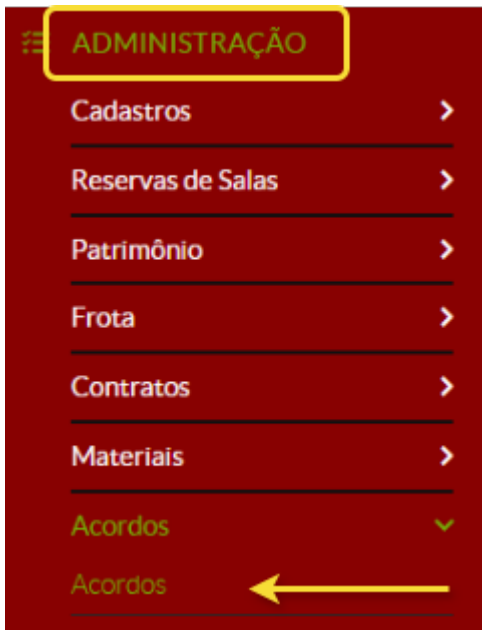 ADMINISTRAÇÃO
Cadastros
Reservas de Salas
Patrimônio
Frota
Contratos
Materiais
Acordos
Acordos